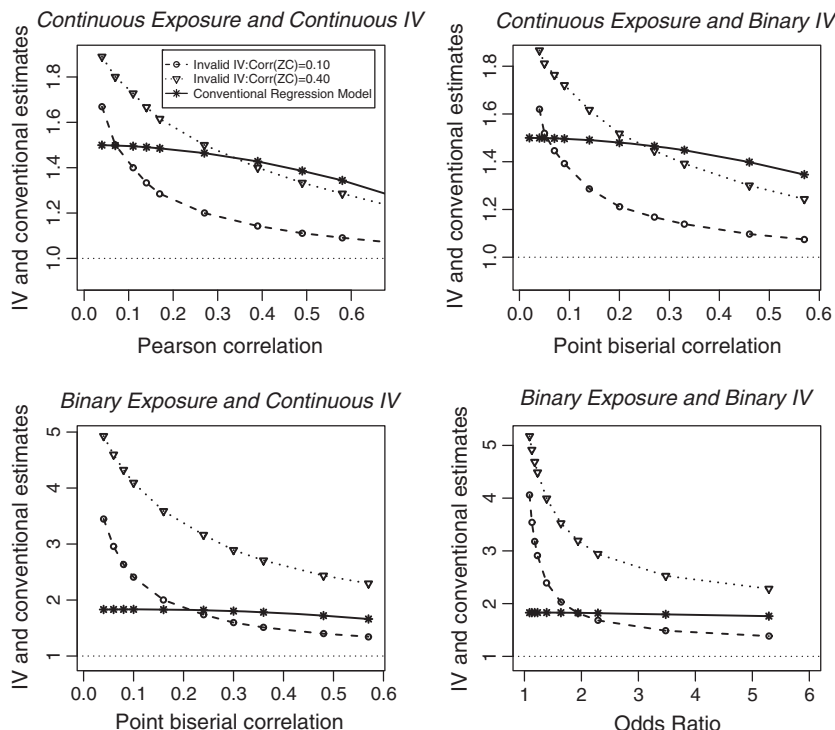 Continuous Exposure and Continuous IV
IV and conventional estimates
1.0 1.2 1.4 1.6 1.8
Invalid IV:Corr(ZC)=0.10
Invalid IV:Corr(ZC)=0.40
Conventional Regression Model
0.0 0.1 0.2 0.3 0.4 0.5 0.6
Pearson correlation
Continuous Exposure and Binary IV
IV and conventional estimates
1.0 1.2 1.4 1.6 1.8
0.0 0.1 0.2 0.3 0.4 0.5 0.6
Point biserial correlation
Binary Exposure and Continuous IV
IV and conventional estimates
1 2 3 4 5
0.0 0.1 0.2 0.3 0.4 0.5 0.6
Point biserial correlation
Binary Exposure and Binary IV
IV and conventional estimates
1 2 3 4 5
1 2 3 4 5 6
Odds Ratio